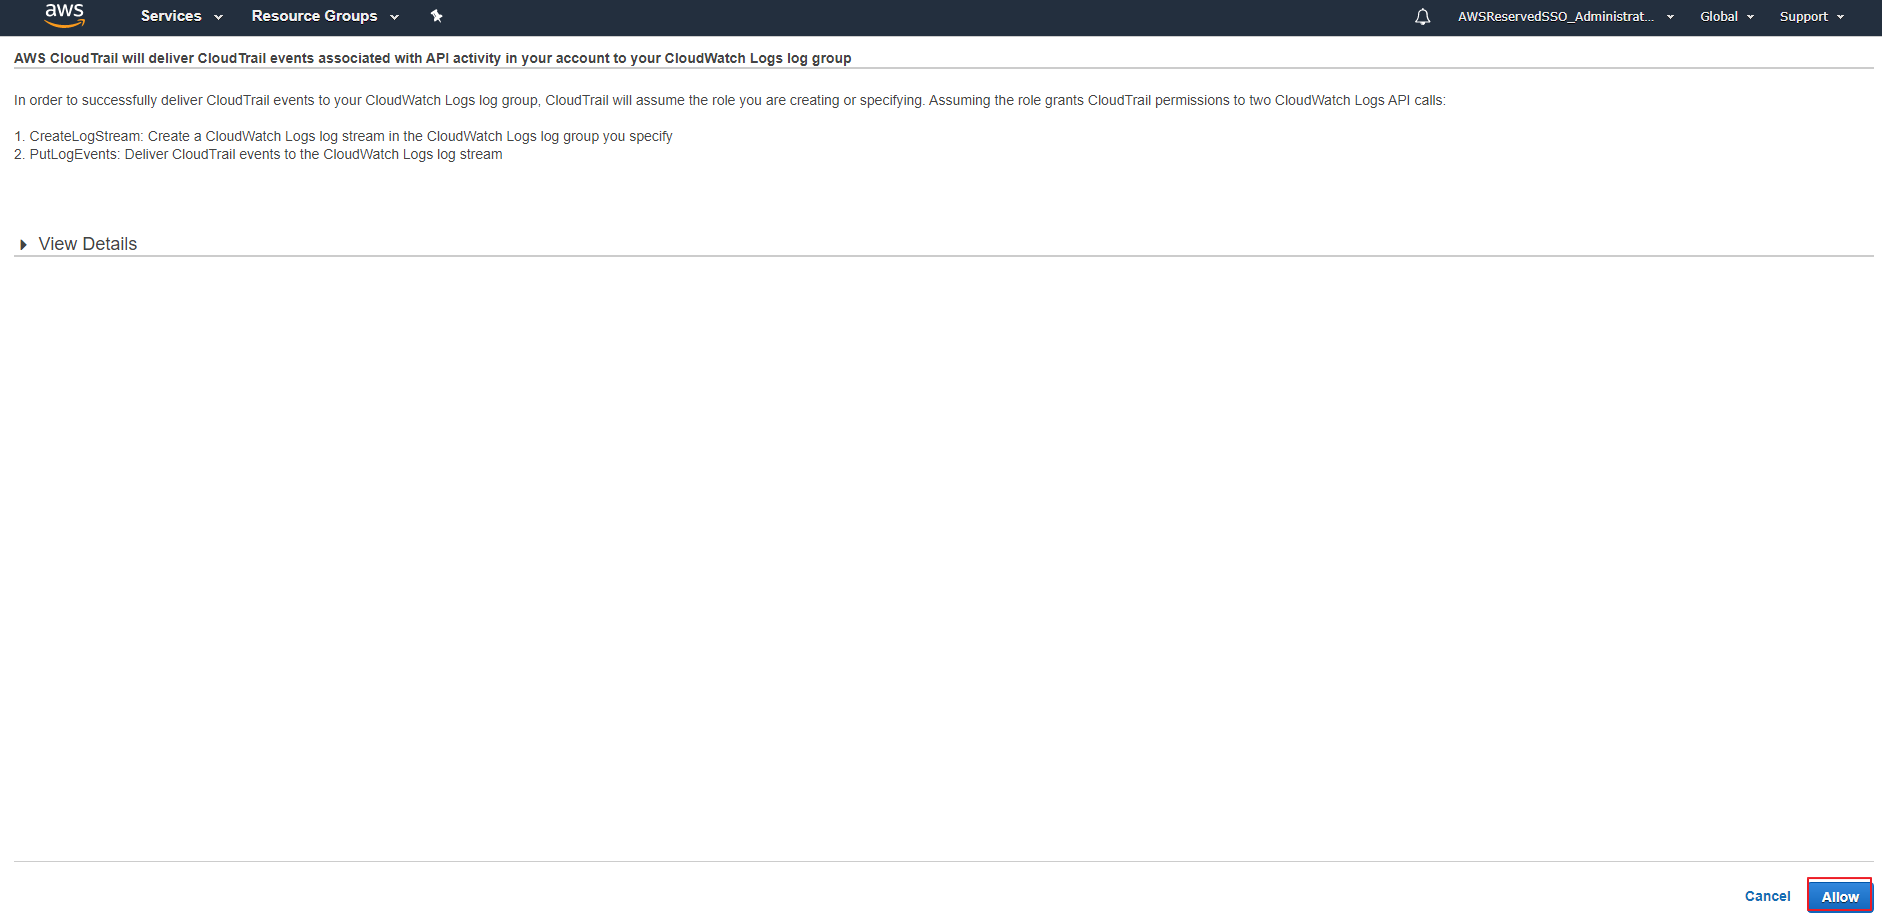 aws Services Resource Groups AWSReservedSSO_Administrat... Global Support
AWS CloudTrail will deliver CloudTrail events associated with API activity in your account to your CloudWatch Logs log group
In order to successfully deliver CloudTrail events to your CloudWatch Logs log group, CloudTrail will assume the role you are creating or specifying. Assuming the role grants CloudTrail permissions to two CloudWatch Logs API calls:
1. CreateLogStream: Create a CloudWatch Logs log stream in the CloudWatch Logs log group you specify
2. PutLogEvents: Deliver CloudTrail events to the CloudWatch Logs log stream
View Details
Cancel Allow